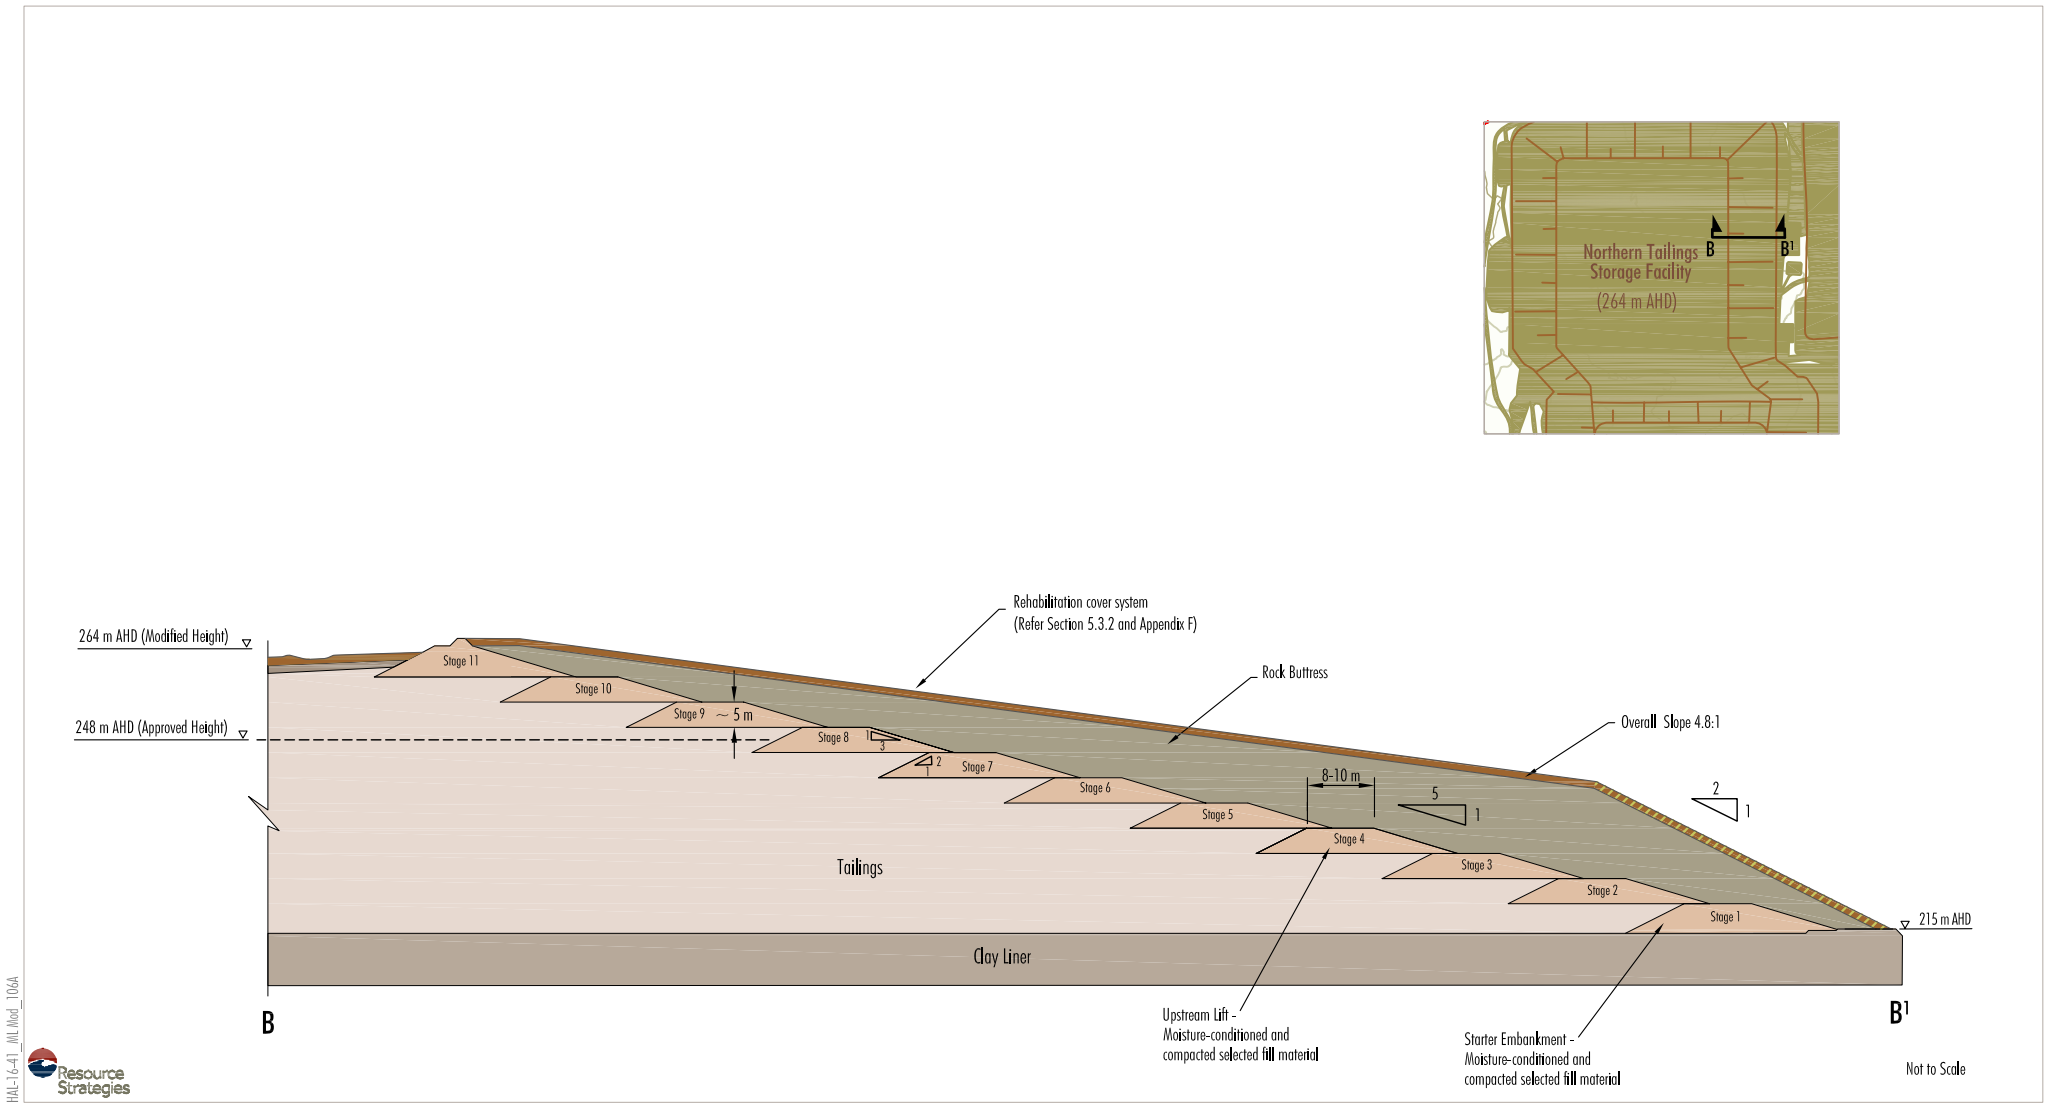 Northern Tailings
Storage Facility
(264 m AHD)
B
B1
Rehabilitation cover system
(Refer Section 5.3.2 and Appendix F)
264 m AHD (Modified Height)
Stage 11
Rock Buttress
Stage 10
Stage 9
~ 5 m
Overall Slope 4.8:1
248 m AHD (Approved Height)
Stage 8
1
3
Stage 7
2
1
Stage 6
8-10 m
5
1
2
1
Stage 5
Stage 4
Tailings
Stage 3
Stage 2
Stage 1
215 m AHD
Clay Liner
B
B1
Upstream Lift -
Moisture-conditioned and
compacted selected fill material
Starter Embankment -
Moisture-conditioned and
compacted selected fill material
Not to Scale
HAL-16-41_ML Mod_106A
Resource
Strategies